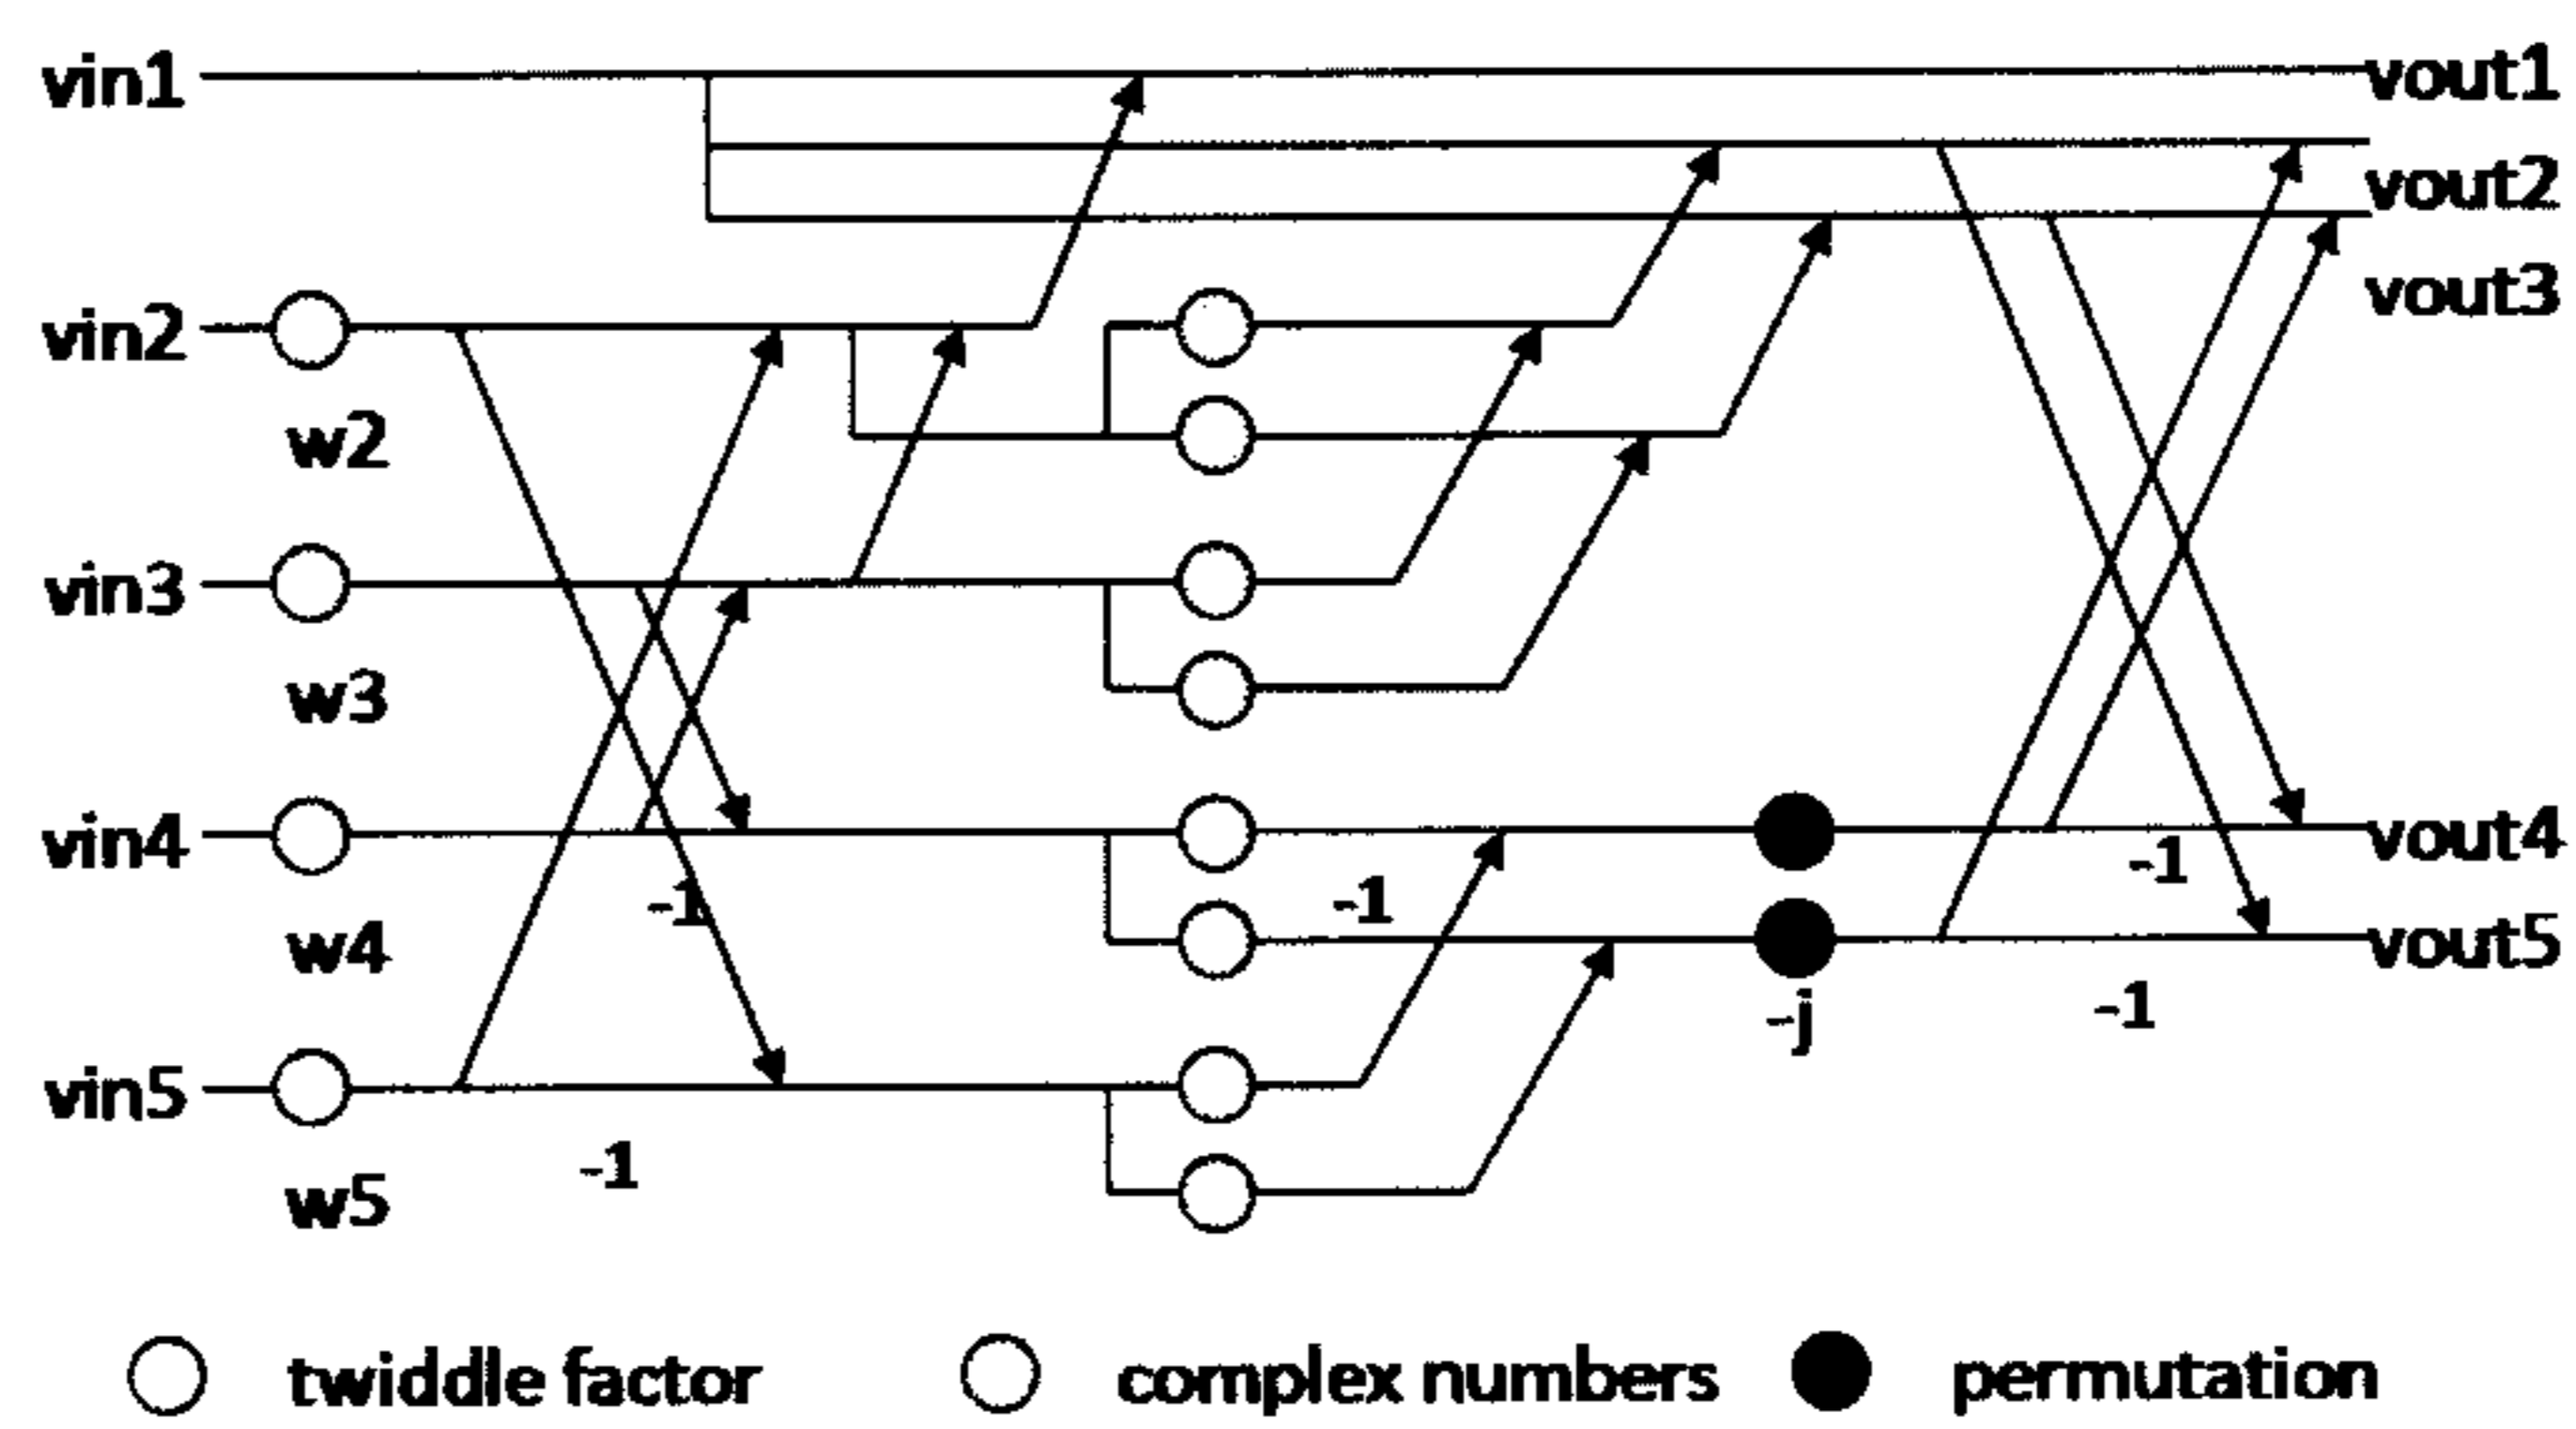 vin1
vout1
vout2
vout3
vin2
w2
vin3
w3
vin4
-1
-1
-1
vout4
w4
vout5
-j
-1
vin5
-1
w5
twiddle factor
complex numbers
permutation